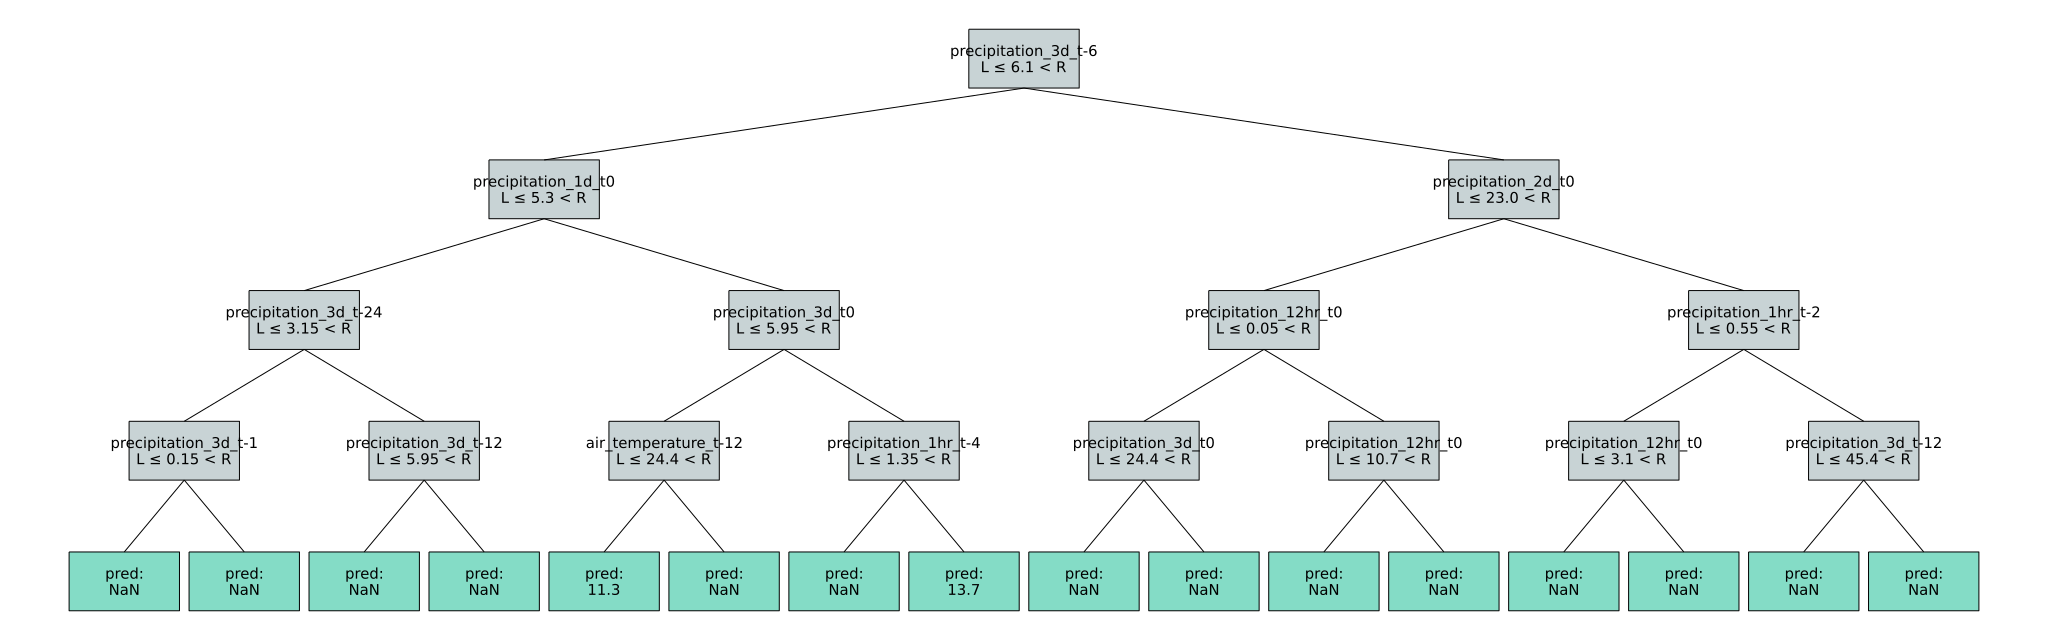 precipitation_3d_t-6
L ≤ 6.1 < R
precipitation_1d_t0
L ≤ 5.3 < R
precipitation_2d_t0
L ≤ 23.0 < R
precipitation_3d_t-24
L ≤ 3.15 < R
precipitation_3d_t0
L ≤ 5.95 < R
precipitation_12hr_t0
L ≤ 0.05 < R
precipitation_1hr_t-2
L ≤ 0.55 < R
precipitation_3d_t-1
L ≤ 0.15 < R
precipitation_3d_t-12
L ≤ 5.95 < R
air_temperature_t-12
L ≤ 24.4 < R
precipitation_1hr_t-4
L ≤ 1.35 < R
precipitation_3d_t0
L ≤ 24.4 < R
precipitation_12hr_t0
L ≤ 10.7 < R
precipitation_12hr_t0
L ≤ 3.1 < R
precipitation_3d_t-12
L ≤ 45.4 < R
pred:
NaN
pred:
NaN
pred:
NaN
pred:
NaN
pred:
11.3
pred:
NaN
pred:
NaN
pred:
13.7
pred:
NaN
pred:
NaN
pred:
NaN
pred:
NaN
pred:
NaN
pred:
NaN
pred:
NaN
pred:
NaN